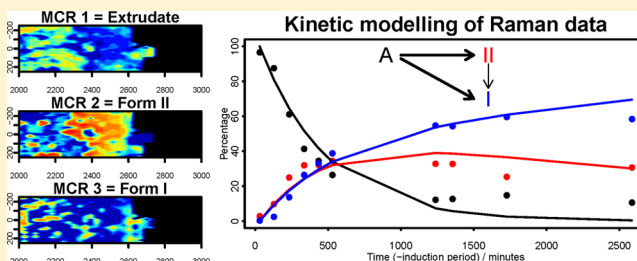 MCR 1 = Extrudate
-200
0
200
2000 2200 2400 2600 2800 3000
MCR 2 = Form II
-200
0
200
2000 2200 2400 2600 2800 3000
MCR 3 = Form I
-200
0
200
2000 2200 2400 2600 2800 3000
Kinetic modelling of Raman data
A II
I
Percentage
100
80
60
40
20
0
0 500 1000 1500 2000 2500
Time (−induction period) / minutes